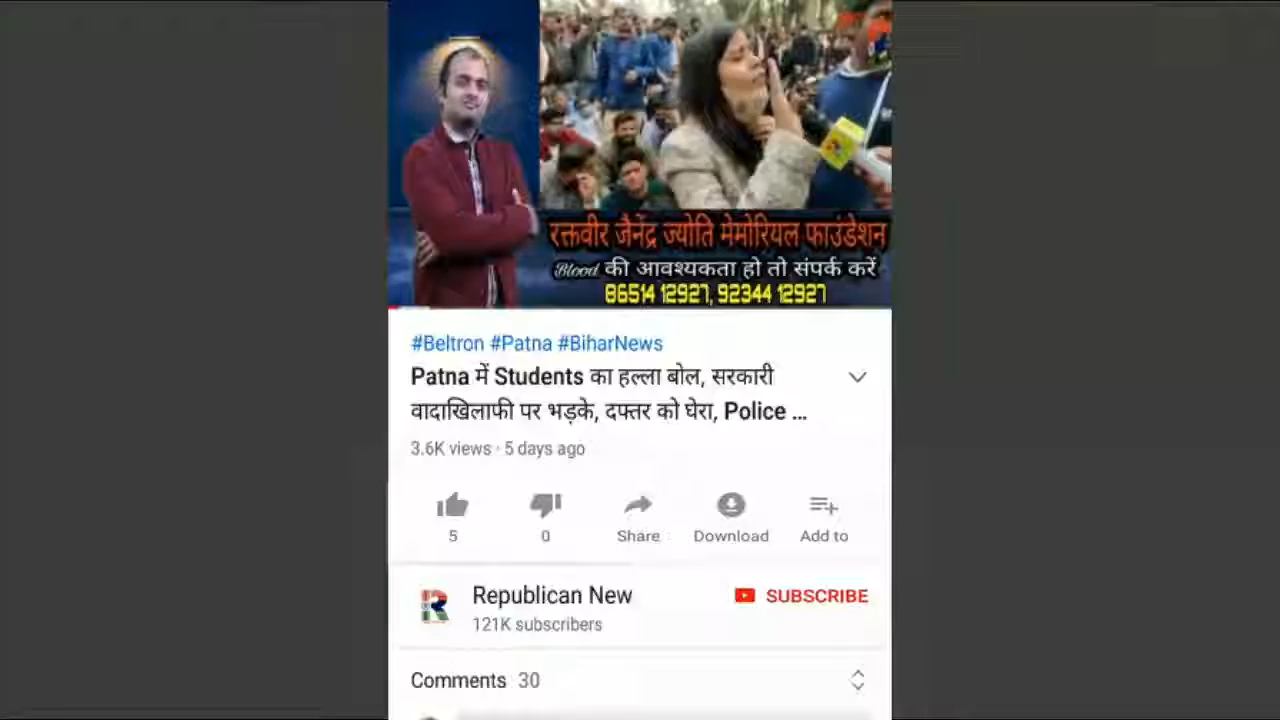 रक्तवीर जैनेंद्र ज्योति मेमोरियल फाउंडेशन
Blood की आवश्यकता हो तो संपर्क करें
86514 12927, 92344 12927
#Beltron #Patna #BiharNews
Patna में Students का हल्ला बोल, सरकारी
वादाखिलाफी पर भड़के, दफ्तर को घेरा, Police ...
3.6K views · 5 days ago
5 0 Share Download Add to
R Republican New SUBSCRIBE
121K subscribers
Comments 30